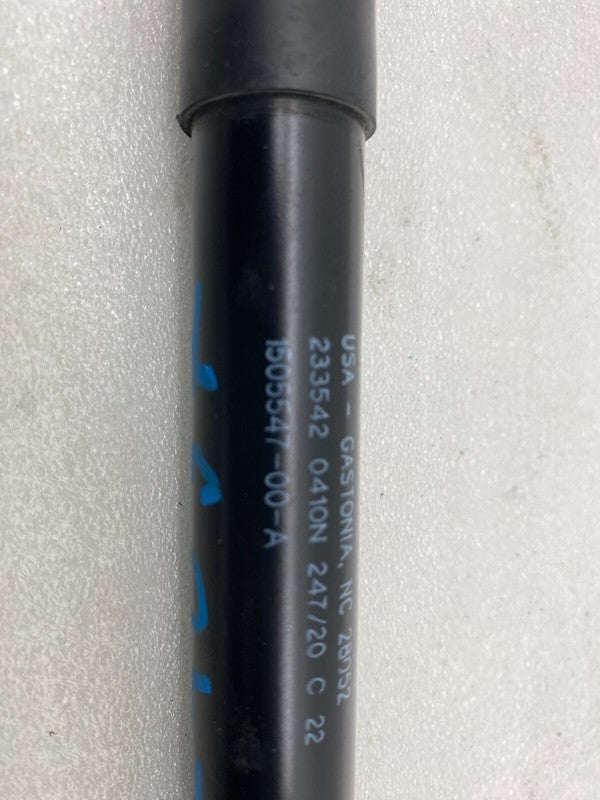 USA - GASTONIA, NC 28052
233542 0410N 247/20 C 22
1505547-00-A